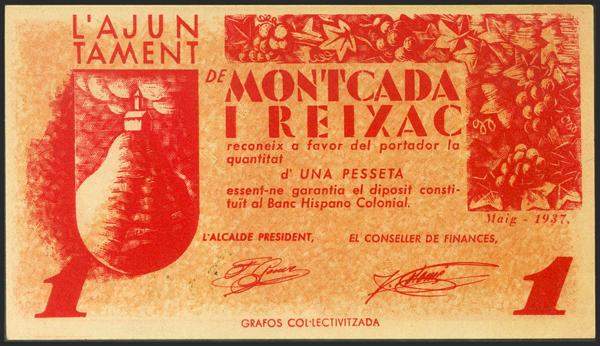 L'AJUN
TAMENT
DE MONTCADA
I REIXAC
reconeix a favor del portador la
quantitat
d' UNA PESSETA
essent-ne garantia el diposit consti-
tuït al Banc Hispano Colonial.
Maig - 1937.
L'ALCALDE PRESIDENT, EL CONSELLER DE FINANCES,
1 1
GRAFOS COL·LECTIVITZADA